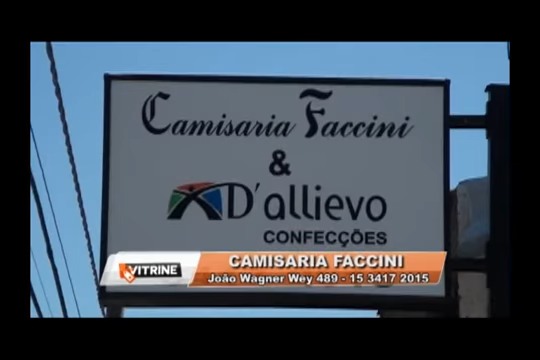 Camisaria Faccini
&
D'allievo
CONFECÇÕES
VITRINE
CAMISARIA FACCINI
João Wagner Wey 489 - 15 3417 2015